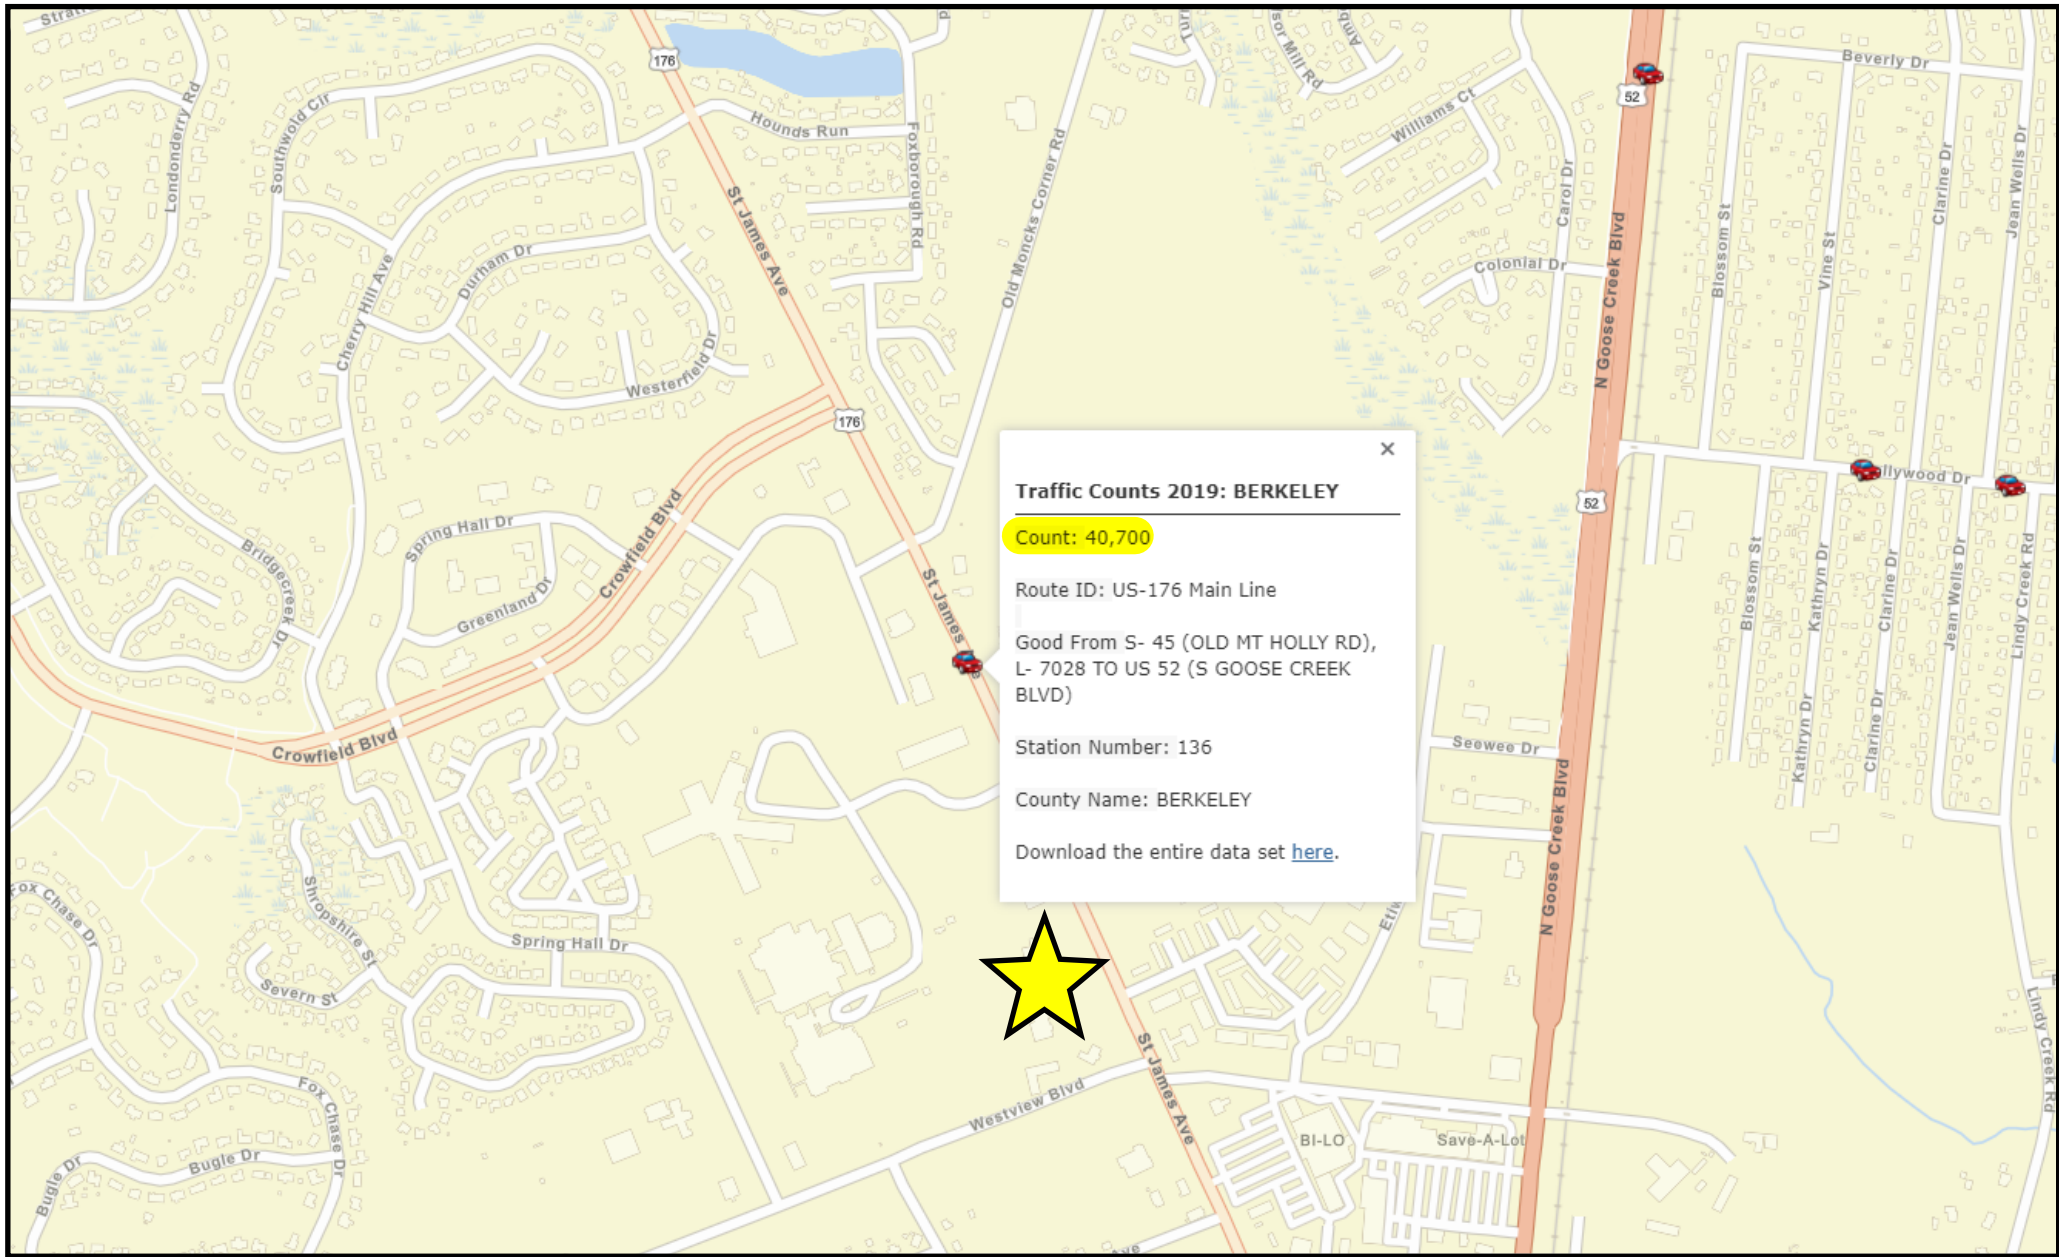 176
Hounds Run
Beverly Dr
52
Londonderry Rd
Southwold Cir
Foxborough Rd
Old Moncks Corner Rd
Williams Ct
Carol Dr
Clarine Dr
Jean Wells Dr
St James Ave
Durham Dr
Cherry Hill Ave
Colonial Dr
N Goose Creek Blvd
Blossom St
Vine St
Westerfield Dr
176
Traffic Counts 2019: BERKELEY
Count: 40,700
Route ID: US-176 Main Line
Good From S- 45 (OLD MT HOLLY RD),
L- 7028 TO US 52 (S GOOSE CREEK
BLVD)
Station Number: 136
County Name: BERKELEY
Download the entire data set here.
52
llywood Dr
Spring Hall Dr
Crowfield Blvd
Bridgecreek Dr
Greenland Dr
St James
Blossom St
Kathryn Dr
Clarine Dr
Jean Wells Dr
Lindy Creek Rd
Crowfield Blvd
Seewee Dr
Kathryn Dr
Clarine Dr
N Goose Creek Blvd
Fox Chase Dr
Shropshire St
Spring Hall Dr
Severn St
Etiw
Lindy Creek Rd
St James Ave
Fox Chase Dr
Westview Blvd
BI-LO
Save-A-Lot
Bugle Dr
Bugle Dr
Ave